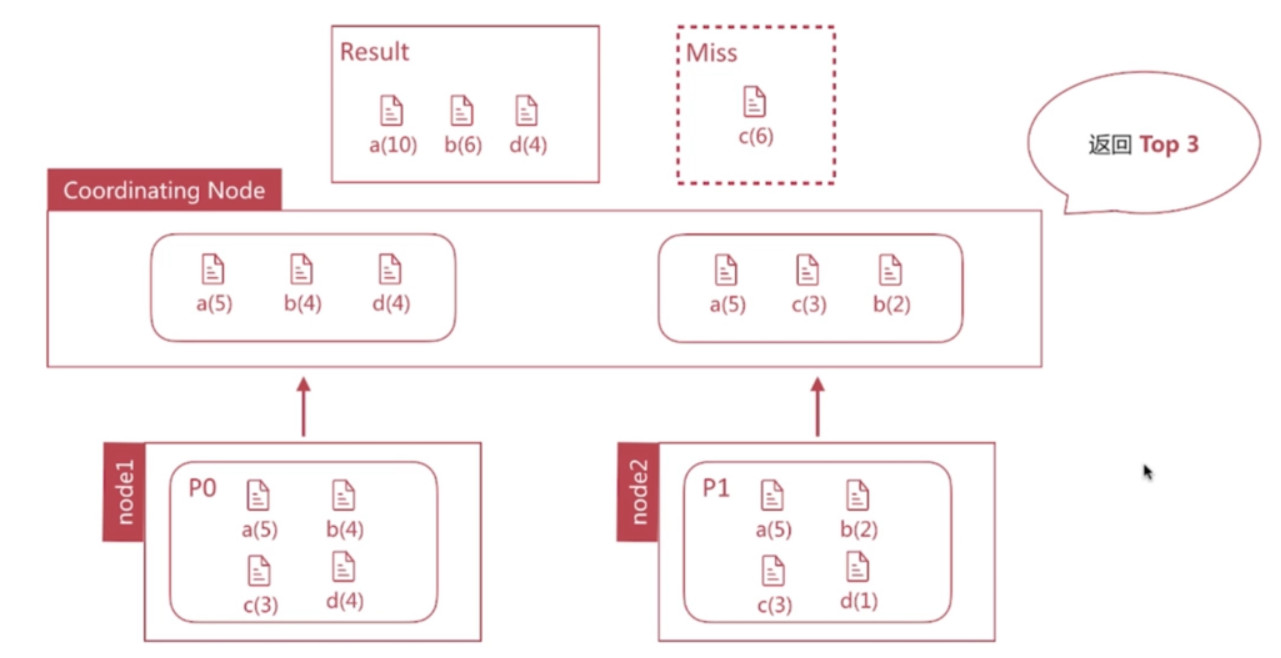 Result
a(10) b(6) d(4)
Miss
c(6)
返回 Top 3
Coordinating Node
a(5) b(4) d(4)
a(5) c(3) b(2)
node1
P0
a(5) b(4)
c(3) d(4)
node2
P1
a(5) b(2)
c(3) d(1)